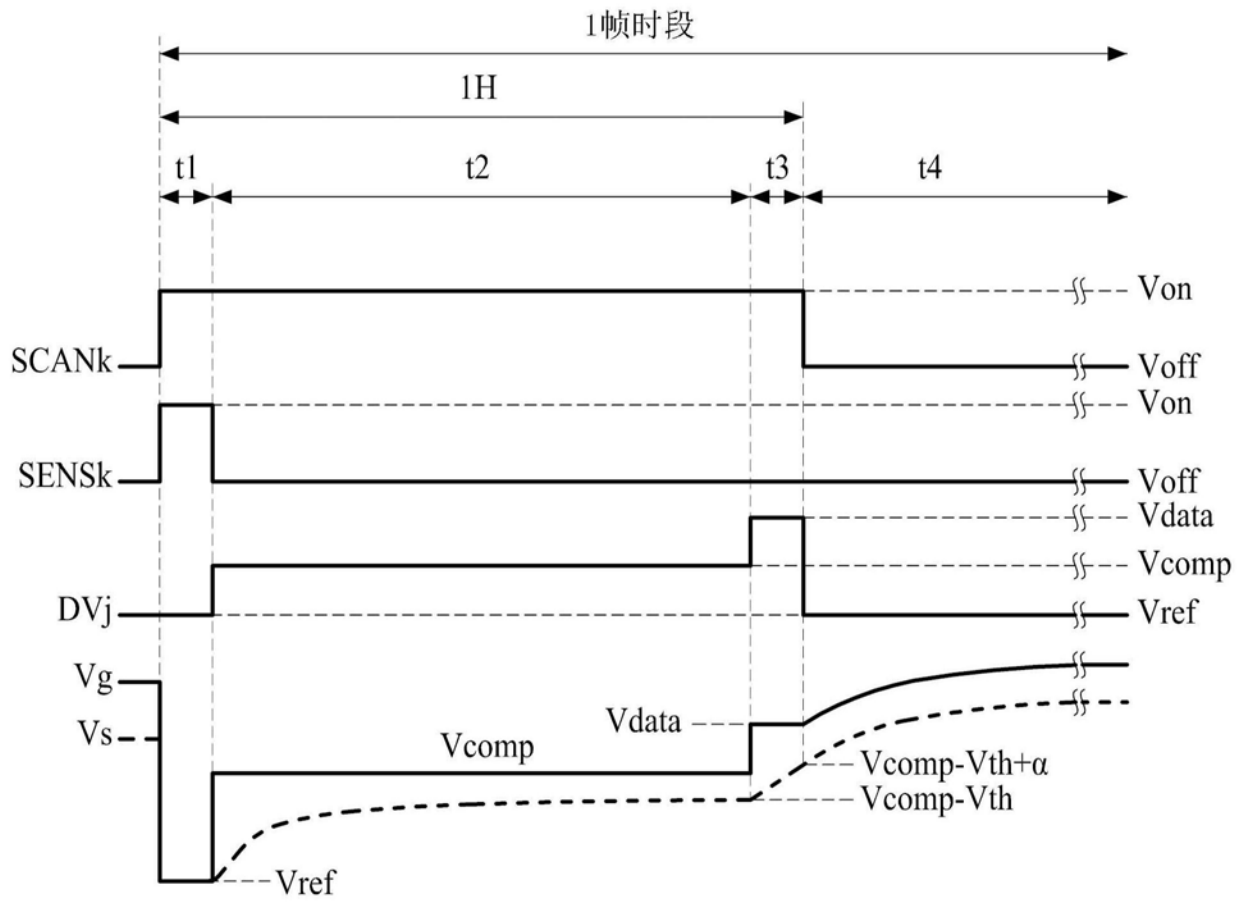 1帧时段
1H
t1 t2 t3 t4
Von
SCANk
Voff
Von
SENSk
Voff
Vdata
Vcomp
DVj
Vref
Vg
Vdata
Vs
Vcomp
Vcomp-Vth+α
Vcomp-Vth
Vref